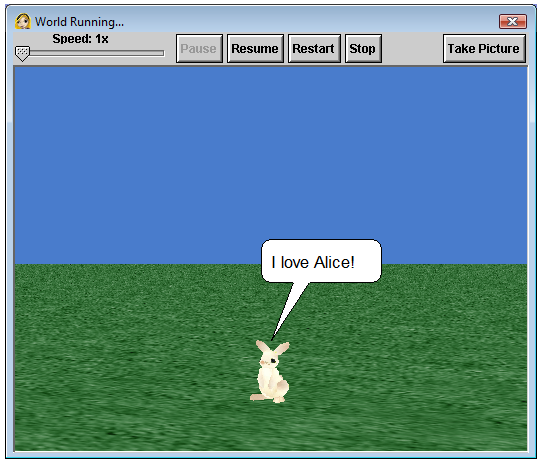 World Running...
Speed: 1x
Pause Resume Restart Stop Take Picture
I love Alice!